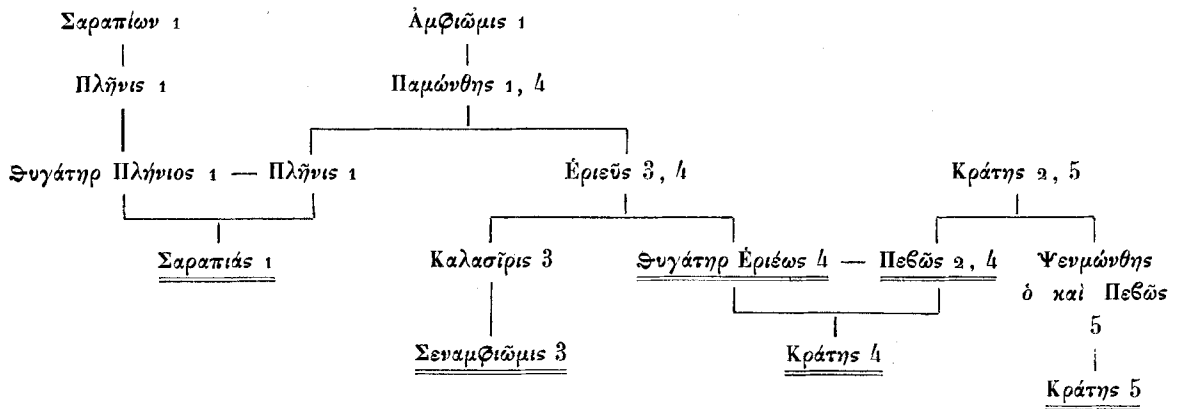 Σαραπίων 1 Ἀμφιῶμις 1
Πλῆνις 1 Παμώνθης 1, 4
θυγάτηρ Πλήνιος 1 — Πλῆνις 1 Ἑριεῦς 3, 4 Κράτης 2, 5
Σαραπιάς 1 Καλασῖρις 3 θυγάτηρ Ἑριέως 4 — Πεβῶς 2, 4 Ψενμώνθης
ὁ καὶ Πεβῶς
5
Σεναμφιῶμις 3 Κράτης 4
Κράτης 5